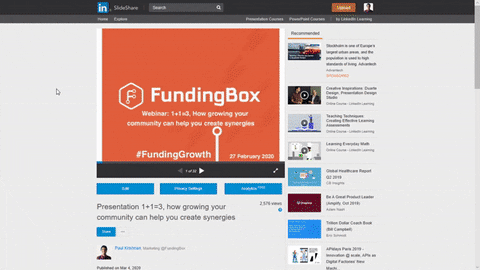 in SlideShare
Upload
Home Explore
Presentation Courses PowerPoint Courses by LinkedIn Learning
FundingBox
Webinar: 1+1=3, How growing your
community can help you create synergies
#FundingGrowth
27 February 2020
1 of 32
Edit
Privacy Settings
Analytics
Presentation 1+1=3, how growing your
community can help you create synergies
2,575 views
Share
Marketing @FundingBox
Published on Mar 4, 2020
Recommended
Stockholm is one of Europe's
largest urban areas, and the
population is used to high
standards of living. Advantech
Advantech
Creative Inspirations: Duarte
Design, Presentation Design
Studio
Online Course - LinkedIn Learning
Teaching Techniques:
Creating Effective Learning
Assessments
Online Course - LinkedIn Learning
Learning Everyday Math
Online Course - LinkedIn Learning
Global Healthcare Report
Q2 2019
CB Insights
Be A Great Product Leader
(Amplify, Oct 2019)
Adam Nash
Trillion Dollar Coach Book
(Bill Campbell)
Eric Schmidt
APIdays Paris 2019 -
Innovation @ scale, APIs as
Digital Factories' New